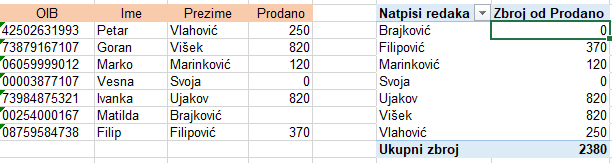 OIB Ime Prezime Prodano Natpisi redaka Zbroj od Prodano
42502631993 Petar Vlahović 250 Brajković 0
73879167107 Goran Višek 820 Filipović 370
06059999012 Marko Marinković 120 Marinković 120
00003877107 Vesna Svoja 0 Svoja 0
73984875321 Ivanka Ujakov 820 Ujakov 820
00254000167 Matilda Brajković Višek 820
08759584738 Filip Filipović 370 Vlahović 250
Ukupni zbroj 2380